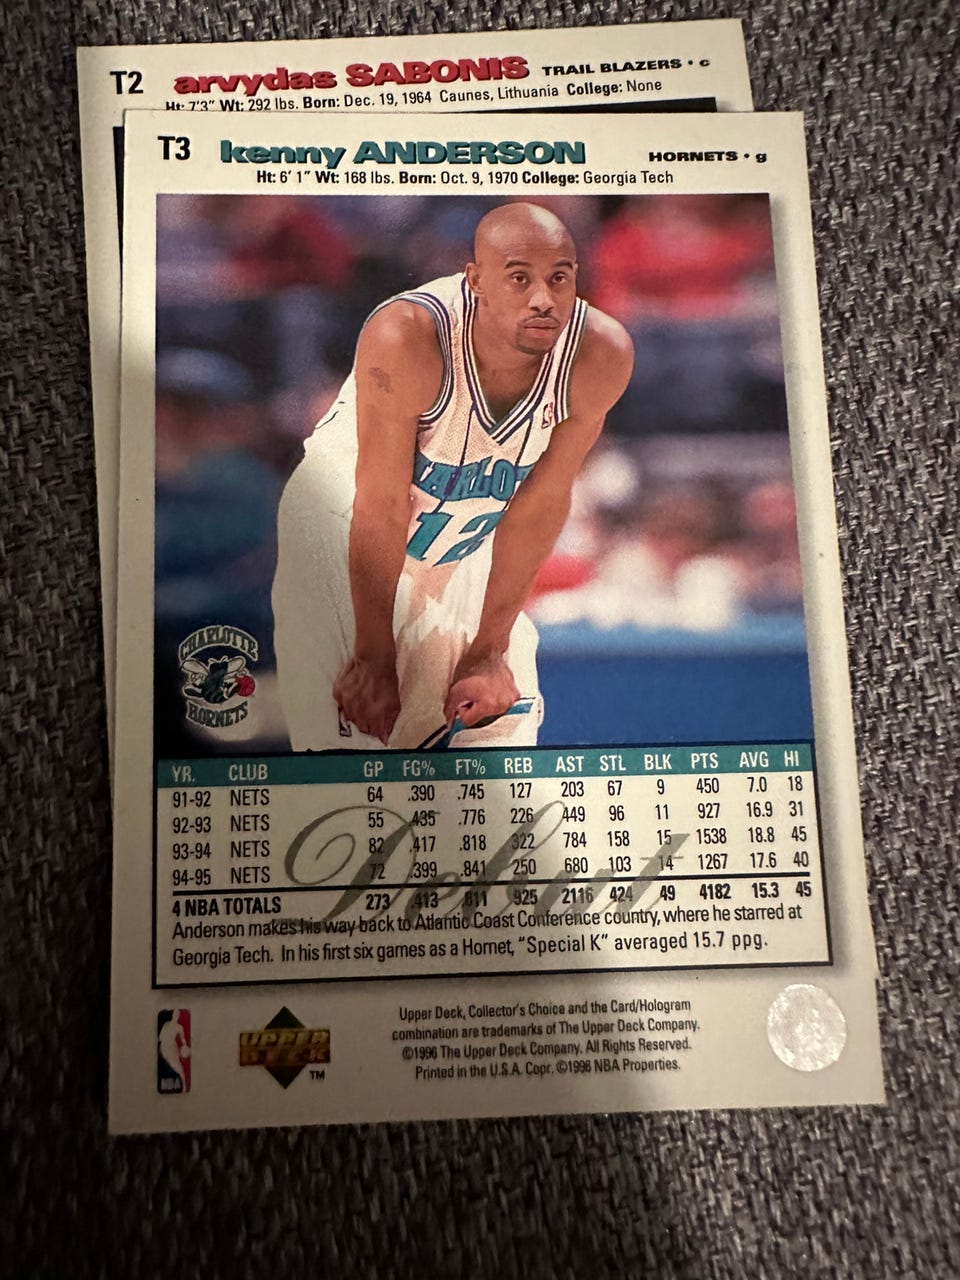 T2 arvydas SABONIS TRAIL BLAZERS • c
Ht: 7'3" Wt: 292 lbs. Born: Dec. 19, 1964 Caunes, Lithuania College: None
T3 kenny ANDERSON HORNETS • g
Ht: 6' 1" Wt: 168 lbs. Born: Oct. 9, 1970 College: Georgia Tech
CHARLOTTE
12
CHARLOTTE
HORNETS
YR. CLUB GP FG% FT% REB AST STL BLK PTS AVG HI
91-92 NETS 64 .390 .745 127 203 67 9 450 7.0 18
92-93 NETS 55 .435 .776 226 449 96 11 927 16.9 31
93-94 NETS 82 .417 .818 322 784 158 15 1538 18.8 45
94-95 NETS 72 .399 .841 250 680 103 14 1267 17.6 40
Debut
4 NBA TOTALS 273 .413 .811 925 2116 424 49 4182 15.3 45
Anderson makes his way back to Atlantic Coast Conference country, where he starred at
Georgia Tech. In his first six games as a Hornet, "Special K" averaged 15.7 ppg.
Upper Deck, Collector's Choice and the Card/Hologram
combination are trademarks of The Upper Deck Company.
©1996 The Upper Deck Company. All Rights Reserved.
Printed in the U.S.A. Copr. ©1996 NBA Properties.
NBA
UPPER
DECK
TM